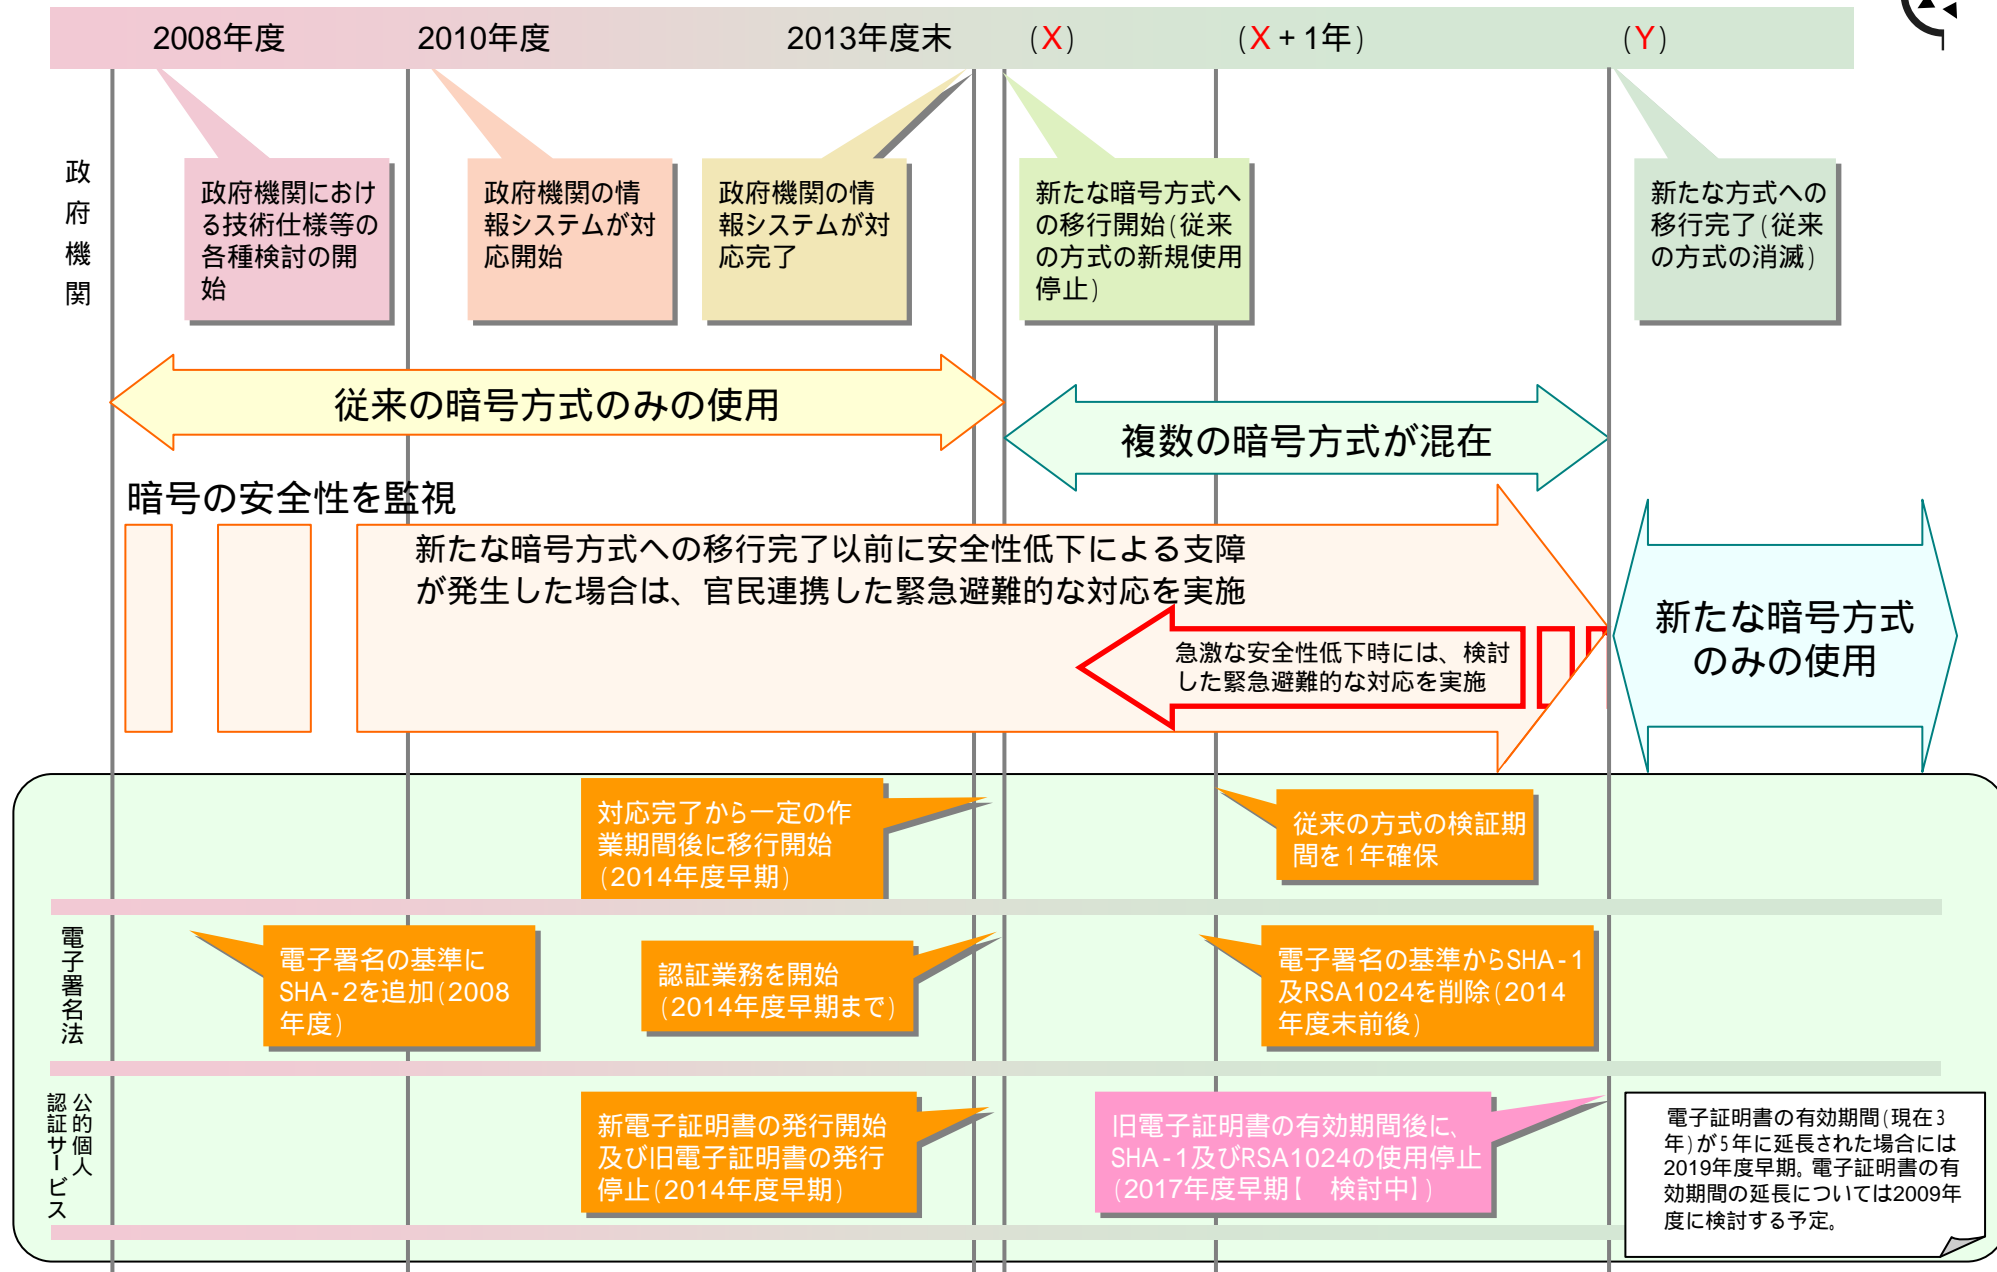 2008年度
2010年度
2013年度末
(X)
(X+1年)
(Y)
政府機関
政府機関におけ
る技術仕様等の
各種検討の開
始
政府機関の情
報システムが対
応開始
政府機関の情
報システムが対
応完了
新たな暗号方式へ
の移行開始(従来
の方式の新規使用
停止)
新たな方式への
移行完了(従来
の方式の消滅)
従来の暗号方式のみの使用
複数の暗号方式が混在
暗号の安全性を監視
新たな暗号方式への移行完了以前に安全性低下による支障
が発生した場合は、官民連携した緊急避難的な対応を実施
急激な安全性低下時には、検討
した緊急避難的な対応を実施
新たな暗号方式
のみの使用
対応完了から一定の作
業期間後に移行開始
(2014年度早期)
従来の方式の検証期
間を1年確保
電子署名法
電子署名の基準に
SHA-2を追加(2008
年度)
認証業務を開始
(2014年度早期まで)
電子署名の基準からSHA-1
及RSA1024を削除(2014
年度末前後)
公的個人
認証サービス
新電子証明書の発行開始
及び旧電子証明書の発行
停止(2014年度早期)
旧電子証明書の有効期間後に、
SHA-1及びRSA1024の使用停止
(2017年度早期【 検討中】)
電子証明書の有効期間(現在3
年)が5年に延長された場合には
2019年度早期。電子証明書の有
効期間の延長については2009年
度に検討する予定。